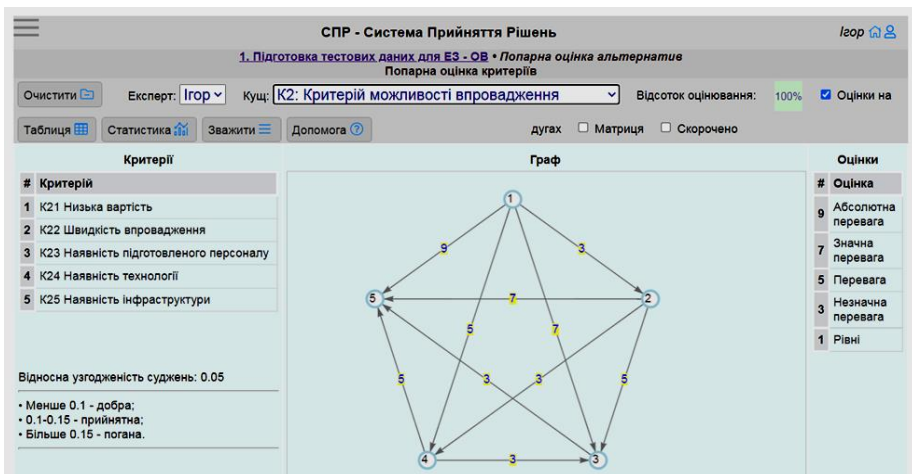 СПР - Система Прийняття Рішень
Ігор
1. Підготовка тестових даних для ЕЗ - ОВ • Попарна оцінка альтернатив
Попарна оцінка критеріїв
Очистити Експерт: Ігор Кущ: К2: Критерій можливості впровадження Відсоток оцінювання: 100% Оцінки на
Таблиця Статистика Зважити Допомога дугах Матриця Скорочено
Критерії
# Критерій
1 К21 Низька вартість
2 К22 Швидкість впровадження
3 К23 Наявність підготовленого персоналу
4 К24 Наявність технології
5 К25 Наявність інфраструктури
Відносна узгодженість суджень: 0.05
• Менше 0.1 - добра;
• 0.1-0.15 - прийнятна;
• Більше 0.15 - погана.
Граф
1
9 3
5 7 2
5 7
5 3 3 5
4 3 3
Оцінки
# Оцінка
9 Абсолютна
перевага
7 Значна
перевага
5 Перевага
3 Незначна
перевага
1 Рівні